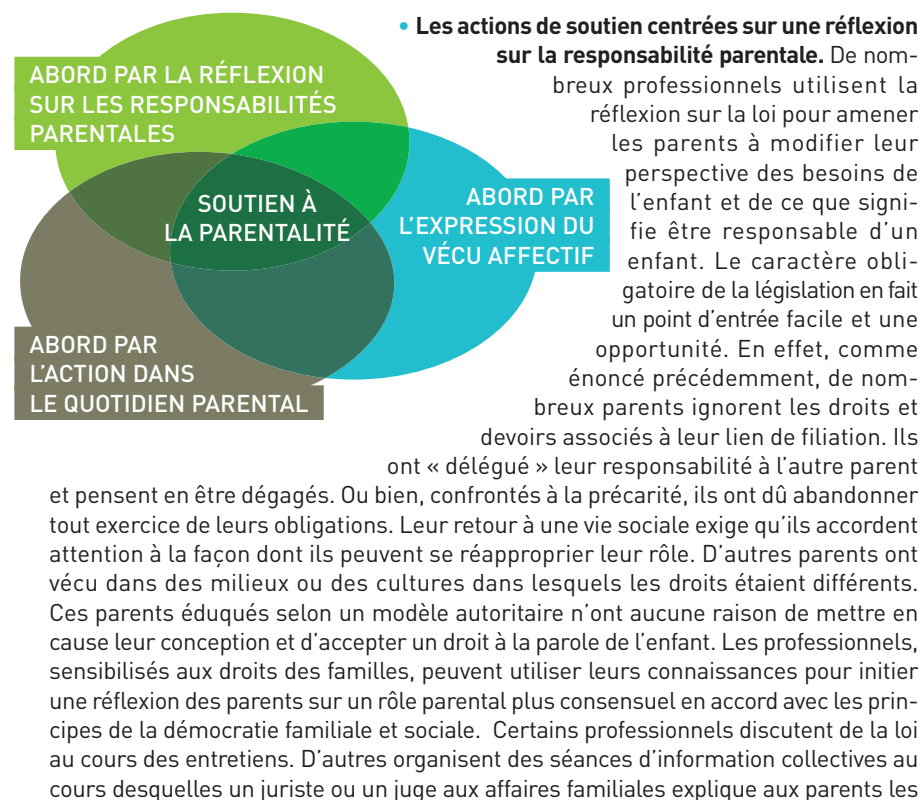 ABORD PAR LA RÉFLEXION
SUR LES RESPONSABILITÉS
PARENTALES
SOUTIEN À
LA PARENTALITÉ
ABORD PAR
L'EXPRESSION DU
VÉCU AFFECTIF
ABORD PAR
L'ACTION DANS
LE QUOTIDIEN PARENTAL
• Les actions de soutien centrées sur une réflexion
sur la responsabilité parentale. De nom-
breux professionnels utilisent la
réflexion sur la loi pour amener
les parents à modifier leur
perspective des besoins de
l'enfant et de ce que signi-
fie être responsable d'un
enfant. Le caractère obli-
gatoire de la législation en fait
un point d'entrée facile et une
opportunité. En effet, comme
énoncé précédemment, de nom-
breux parents ignorent les droits et
devoirs associés à leur lien de filiation. Ils
ont « délégué » leur responsabilité à l'autre parent
et pensent en être dégagés. Ou bien, confrontés à la précarité, ils ont dû abandonner
tout exercice de leurs obligations. Leur retour à une vie sociale exige qu'ils accordent
attention à la façon dont ils peuvent se réapproprier leur rôle. D'autres parents ont
vécu dans des milieux ou des cultures dans lesquels les droits étaient différents.
Ces parents éduqués selon un modèle autoritaire n'ont aucune raison de mettre en
cause leur conception et d'accepter un droit à la parole de l'enfant. Les professionnels,
sensibilisés aux droits des familles, peuvent utiliser leurs connaissances pour initier
une réflexion des parents sur un rôle parental plus consensuel en accord avec les prin-
cipes de la démocratie familiale et sociale. Certains professionnels discutent de la loi
au cours des entretiens. D'autres organisent des séances d'information collectives au
cours desquelles un juriste ou un juge aux affaires familiales explique aux parents les